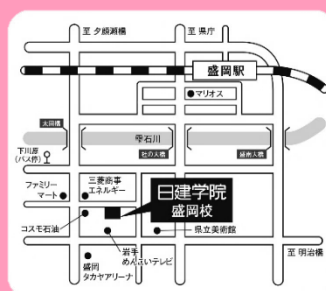 至 夕顔瀬橋
至 県庁
盛岡駅
マリオス
太田橋
雫石川
杜の大橋
盛南大橋
下川原
(バス停)
ファミリー
マート
三菱商事
エネルギー
日建学院
盛岡校
コスモ石油
岩手
めんこいテレビ
県立美術館
盛岡
タカヤアリーナ
至 明治橋